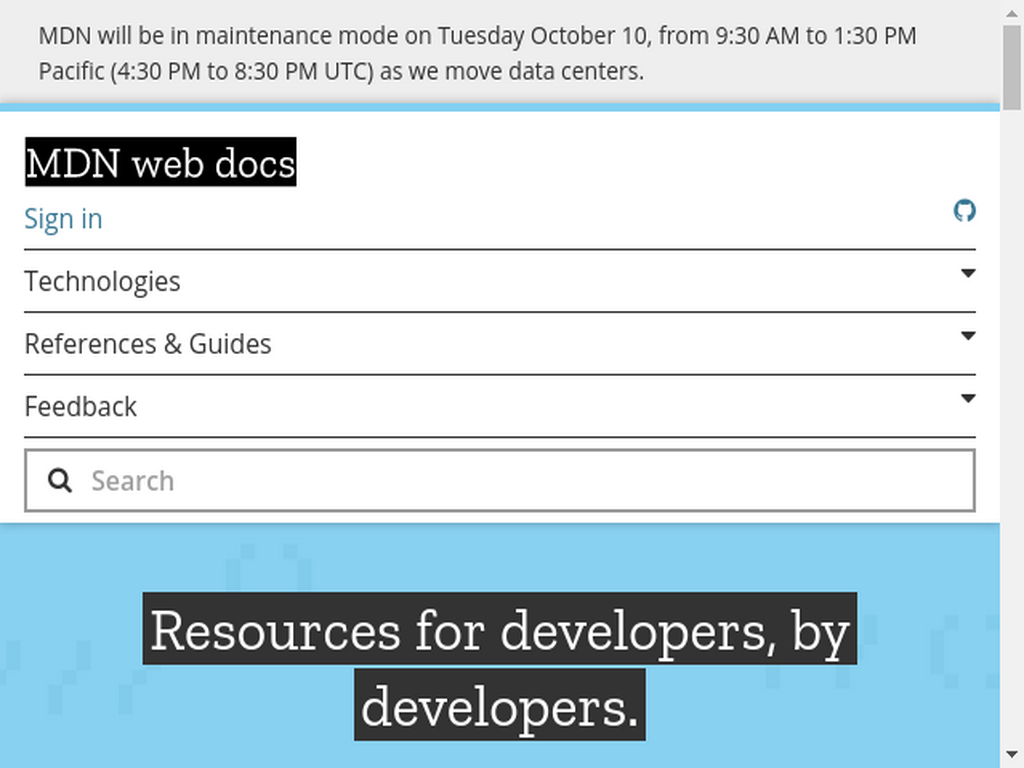 MDN will be in maintenance mode on Tuesday October 10, from 9:30 AM to 1:30 PM
Pacific (4:30 PM to 8:30 PM UTC) as we move data centers.
MDN web docs
Sign in
Technologies
References & Guides
Feedback
Search
Resources for developers, by
developers.